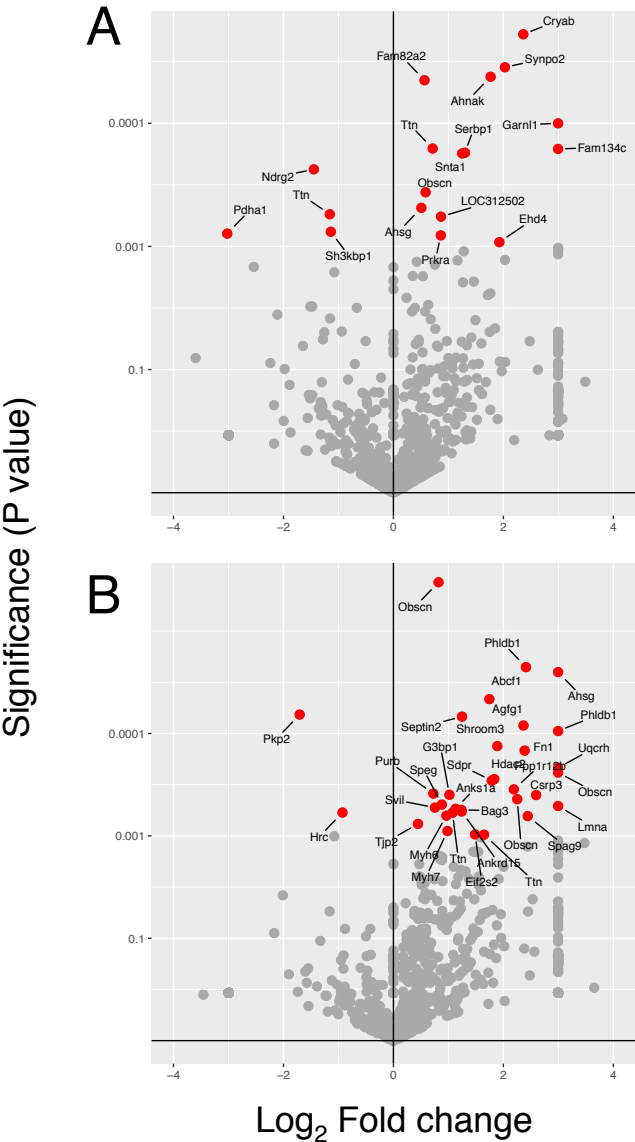 A
Cryab
Fam82a2
Synpo2
Ahnak
0.0001
Ttn
Serbp1
Garnl1
Fam134c
Snta1
Ndrg2
Obscn
Ttn
LOC312502
Pdha1
Ahsg
Ehd4
0.001
Sh3kbp1
Prkra
0.1
−4
−2
0
2
4
Significance (P value)
B
Obscn
Phldb1
Abcf1
Ahsg
Agfg1
Septin2
Shroom3
Phldb1
0.0001
Pkp2
G3bp1
Fn1
Uqcrh
Purb
Speg
Sdpr
Hdac2
Ppp1r12b
Anks1a
Csrp3
Obscn
Svil
Bag3
Lmna
0.001
Hrc
Tjp2
Myh6
Ttn
Ankrd15
Obscn
Spag9
Myh7
Eif2s2
Ttn
0.1
−4
−2
0
2
4
Log2 Fold change